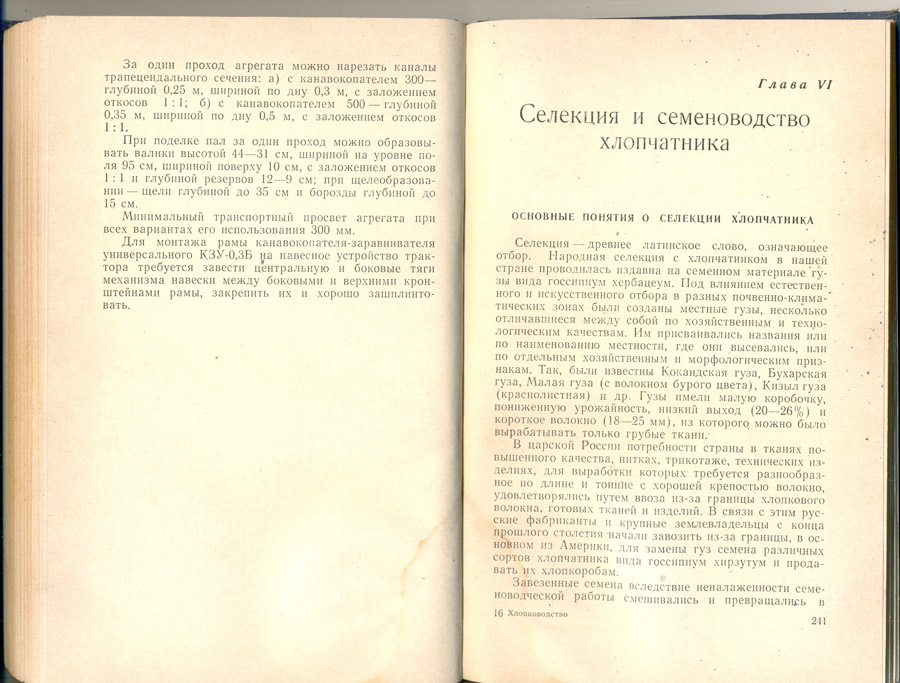 За один проход агрегата можно нарезать каналы
трапецеидального сечения: а) с канавокопателем 300—
глубиной 0,25 м, шириной по дну 0,3 м, с заложением
откосов 1 : 1; б) с канавокопателем 500 — глубиной
0,35 м, шириной по дну 0,5 м, с заложением откосов
1 : 1.
При поделке пал за один проход можно образовы-
вать валики высотой 44—31 см, шириной на уровне по-
ля 95 см, шириной поверху 10 см, с заложением откосов
1 : 1 и глубиной резервов 12—9 см; при щелеобразова-
нии — щели глубиной до 35 см и борозды глубиной до
15 см.
Минимальный транспортный просвет агрегата при
всех вариантах его использования 300 мм.
Для монтажа рамы канавокопателя-заравнивателя
универсального КЗУ-0,3Б на навесное устройство трак-
тора требуется завести центральную и боковые тяги
механизма навески между боковыми и верхними крон-
штейнами рамы, закрепить их и хорошо зашплинто-
вать.
Глава VI
Селекция и семеноводство
хлопчатника
ОСНОВНЫЕ ПОНЯТИЯ О СЕЛЕКЦИИ ХЛОПЧАТНИКА
Селекция — древнее латинское слово, означающее
отбор. Народная селекция с хлопчатником в нашей
стране проводилась издавна на семенном материале гу-
зы вида госсипиум хербацеум. Под влиянием естествен-
ного и искусственного отбора в разных почвенно-клима-
тических зонах были созданы местные гузы, несколько
отличавшиеся между собой по хозяйственным и техно-
логическим качествам. Им присваивались названия или
по наименованию местности, где они высевались, или
по отдельным хозяйственным и морфологическим приз-
накам. Так, были известны Кокандская гуза, Бухарская
гуза, Малая гуза (с волокном бурого цвета), Кизыл гуза
(краснолистная) и др. Гузы имели малую коробочку,
пониженную урожайность, низкий выход (20—26%) и
короткое волокно (18—25 мм), из которого можно было
вырабатывать только грубые ткани.
В царской России потребности страны в тканях по-
вышенного качества, нитках, трикотаже, технических из-
делиях, для выработки которых требуется разнообраз-
ное по длине и тонине с хорошей крепостью волокно,
удовлетворялись путем ввоза из-за границы хлопкового
волокна, готовых тканей и изделий. В связи с этим рус-
ские фабриканты и крупные землевладельцы с конца
прошлого столетия начали завозить из-за границы, в ос-
новном из Америки, для замены гуз семена различных
сортов хлопчатника вида госсипиум хирзутум и прода-
вать их хлопкоробам.
Завезенные семена вследствие неналаженности семе-
новодческой работы смешивались и превращались в
16 Хлопководство
241